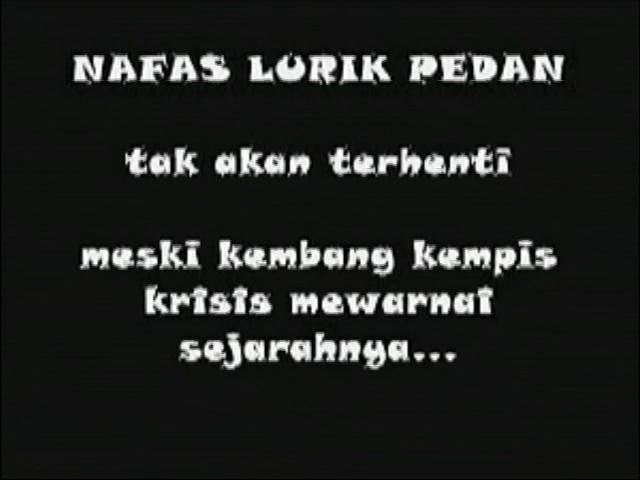 NAFAS LURIK PEDAN
tak akan terhenti
meski kembang kempis
krisis mewarnai
sejarahnya...